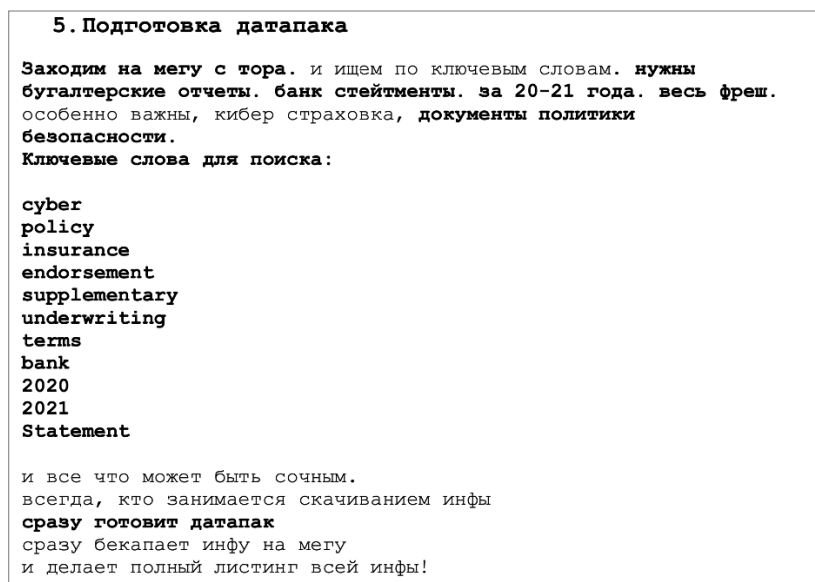 5. Подготовка датапака
Заходим на мегу с тора. и ищем по ключевым словам. нужны
бугалтерские отчеты. банк стейтменты. за 20-21 года. весь фреш.
особенно важны, кибер страховка, документы политики
безопасности.
Ключевые слова для поиска:
cyber
policy
insurance
endorsement
supplementary
underwriting
terms
bank
2020
2021
Statement
и все что может быть сочным.
всегда, кто занимается скачиванием инфы
сразу готовит датапак
сразу бекапает инфу на мегу
и делает полный листинг всей инфы!